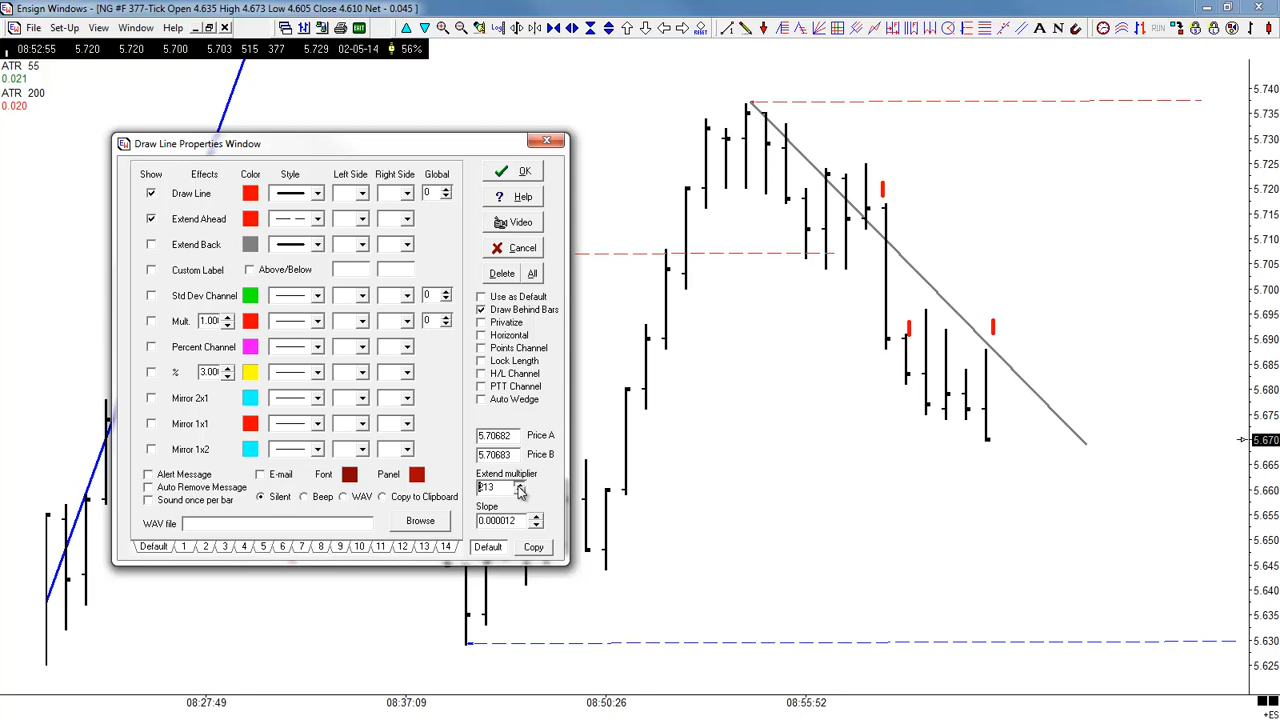 Ensign Windows - [NG #F 377-Tick Open 4.635 High 4.673 Low 4.605 Close 4.610 Net - 0.045 ]
File Set-Up View Window Help
08:52:55 5.720 5.720 5.700 5.703 515 377 5.729 02-05-14 56%
ATR 55
0.021
ATR 200
0.020
Draw Line Properties Window
Show Effects Color Style Left Side Right Side Global
Draw Line 0
Extend Ahead
Extend Back
Custom Label Above/Below
Std Dev Channel 0
Mult. 1.00 0
Percent Channel
% 3.00
Mirror 2x1
Mirror 1x1
Mirror 1x2
Alert Message E-mail Font Panel
Auto Remove Message
Sound once per bar Silent Beep WAV Copy to Clipboard
WAV file Browse
Default 1 2 3 4 5 6 7 8 9 10 11 12 13 14
OK
Help
Video
Cancel
Delete All
Use as Default
Draw Behind Bars
Privatize
Horizontal
Points Channel
Lock Length
H/L Channel
PTT Channel
Auto Wedge
5.70682 Price A
5.70683 Price B
Extend multiplier
Slope
0.000012
Default Copy
5.740
5.735
5.730
5.725
5.720
5.715
5.710
5.705
5.700
5.695
5.690
5.685
5.680
5.675
5.670
5.665
5.660
5.655
5.650
5.645
5.640
5.635
5.630
5.625
08:27:49 08:37:09 08:50:26 08:55:52
+ES